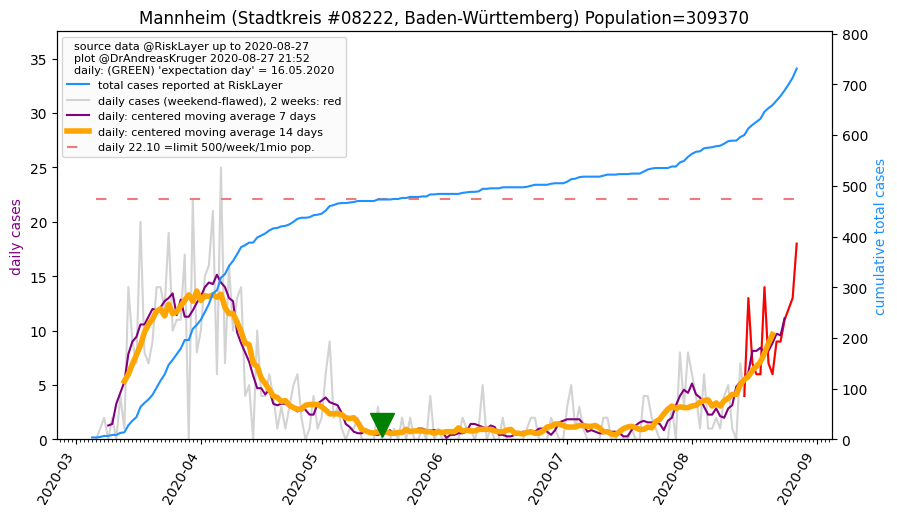 Mannheim (Stadtkreis #08222, Baden-Württemberg) Population=309370
source data @RiskLayer up to 2020-08-27
plot @DrAndreasKruger 2020-08-27 21:52
daily: (GREEN) 'expectation day' = 16.05.2020
total cases reported at RiskLayer
daily cases (weekend-flawed), 2 weeks: red
daily: centered moving average 7 days
daily: centered moving average 14 days
daily 22.10 =limit 500/week/1mio pop.
daily cases
35
30
25
20
15
10
5
0
cumulative total cases
800
700
600
500
400
300
200
100
0
2020-03
2020-04
2020-05
2020-06
2020-07
2020-08
2020-09